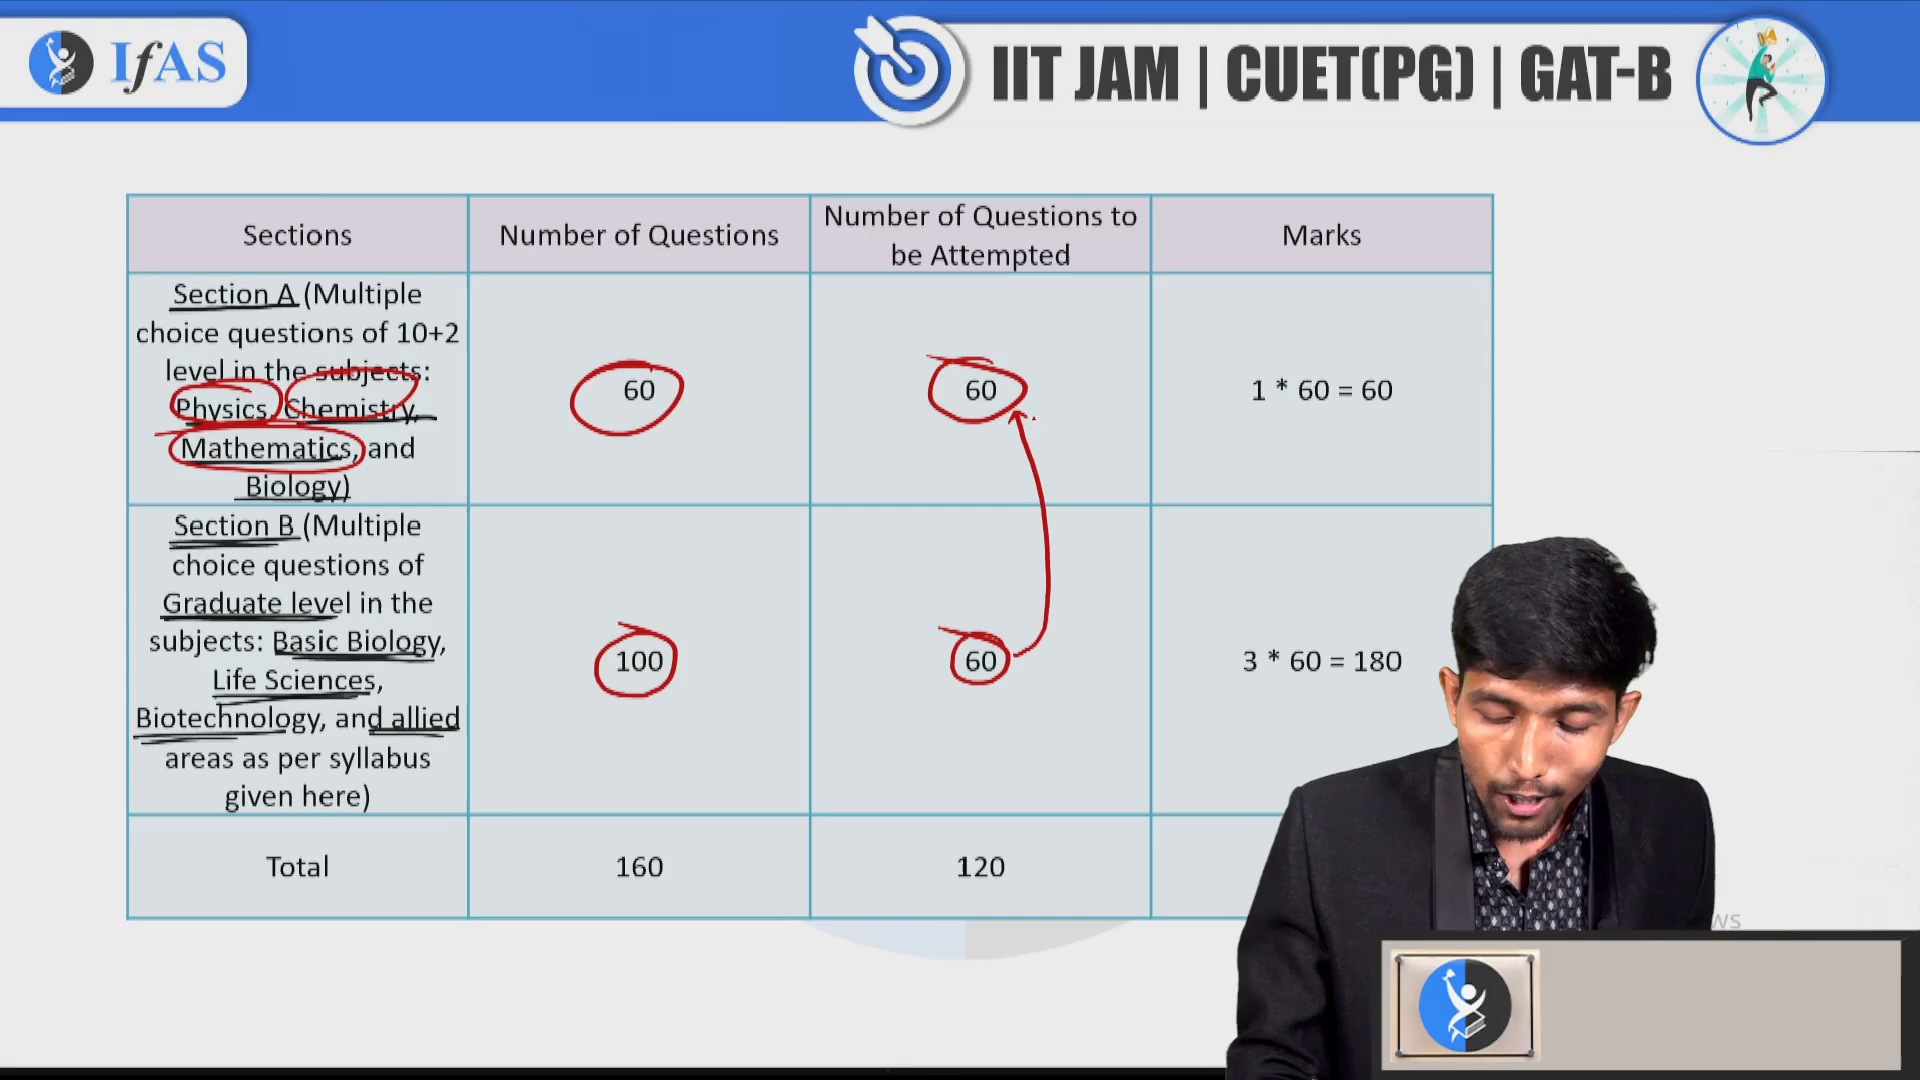 IfAS
IIT JAM | CUET(PG) | GAT-B
Sections
Number of Questions
Number of Questions to
be Attempted
Marks
Section A (Multiple
choice questions of 10+2
level in the subjects:
Physics, Chemistry,
Mathematics, and
Biology)
60
60
1 * 60 = 60
Section B (Multiple
choice questions of
Graduate level in the
subjects: Basic Biology,
Life Sciences,
Biotechnology, and allied
areas as per syllabus
given here)
100
60
3 * 60 = 180
Total
160
120